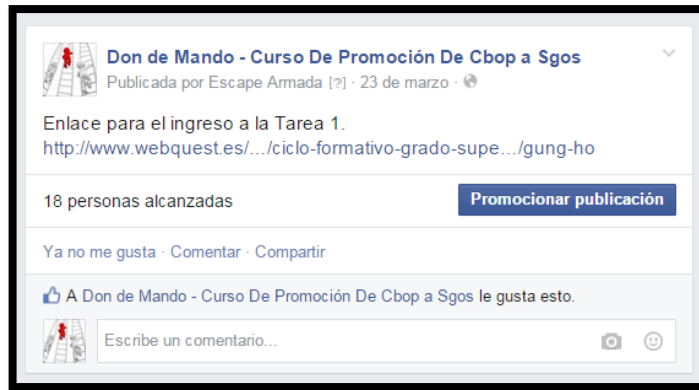 Don de Mando - Curso De Promoción De Cbop a Sgos
Publicada por Escape Armada [?] · 23 de marzo ·
Enlace para el ingreso a la Tarea 1.
http://www.webquest.es/.../ciclo-formativo-grado-supe.../gung-ho
18 personas alcanzadas
Promocionar publicación
Ya no me gusta · Comentar · Compartir
A Don de Mando - Curso De Promoción De Cbop a Sgos le gusta esto.
Escribe un comentario...